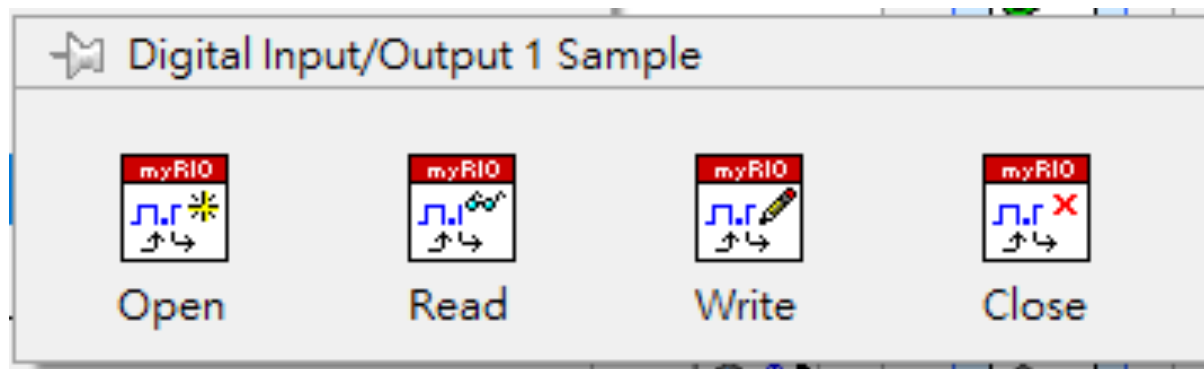 Digital Input/Output 1 Sample
myRIO myRIO myRIO myRIO
Open Read Write Close